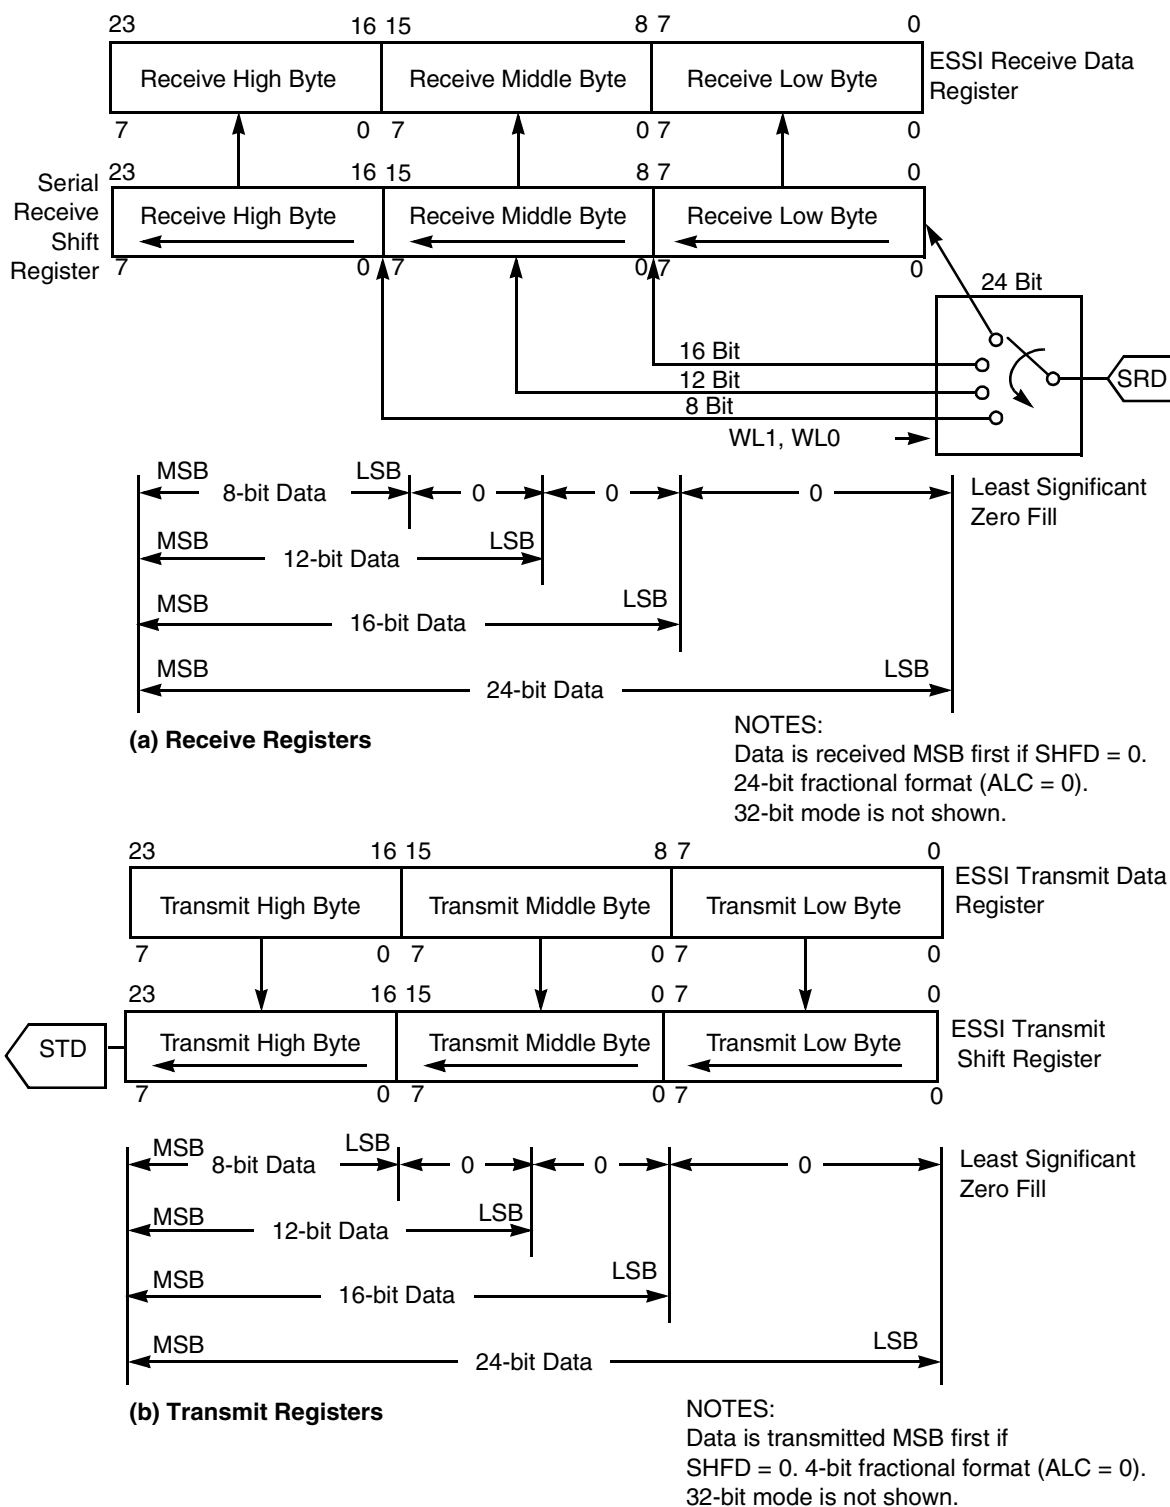 23 16 15 8 7 0
Receive High Byte Receive Middle Byte Receive Low Byte
ESSI Receive Data
Register
7 0 7 0 7 0
23 16 15 8 7 0
Serial
Receive
Shift
Register
Receive High Byte Receive Middle Byte Receive Low Byte
7 0 7 0 7 0
24 Bit
16 Bit
12 Bit
8 Bit
SRD
WL1, WL0
MSB 8-bit Data LSB 0 0 0
Least Significant
Zero Fill
MSB 12-bit Data LSB
MSB 16-bit Data LSB
MSB 24-bit Data LSB
(a) Receive Registers
NOTES:
Data is received MSB first if SHFD = 0.
24-bit fractional format (ALC = 0).
32-bit mode is not shown.
23 16 15 8 7 0
Transmit High Byte Transmit Middle Byte Transmit Low Byte
ESSI Transmit Data
Register
7 0 7 0 7 0
23 16 15 0 7 0
STD
Transmit High Byte Transmit Middle Byte Transmit Low Byte
ESSI Transmit
Shift Register
7 0 7 0 7 0
MSB 8-bit Data LSB 0 0 0
Least Significant
Zero Fill
MSB 12-bit Data LSB
MSB 16-bit Data LSB
MSB 24-bit Data LSB
(b) Transmit Registers
NOTES:
Data is transmitted MSB first if
SHFD = 0. 4-bit fractional format (ALC = 0).
32-bit mode is not shown.